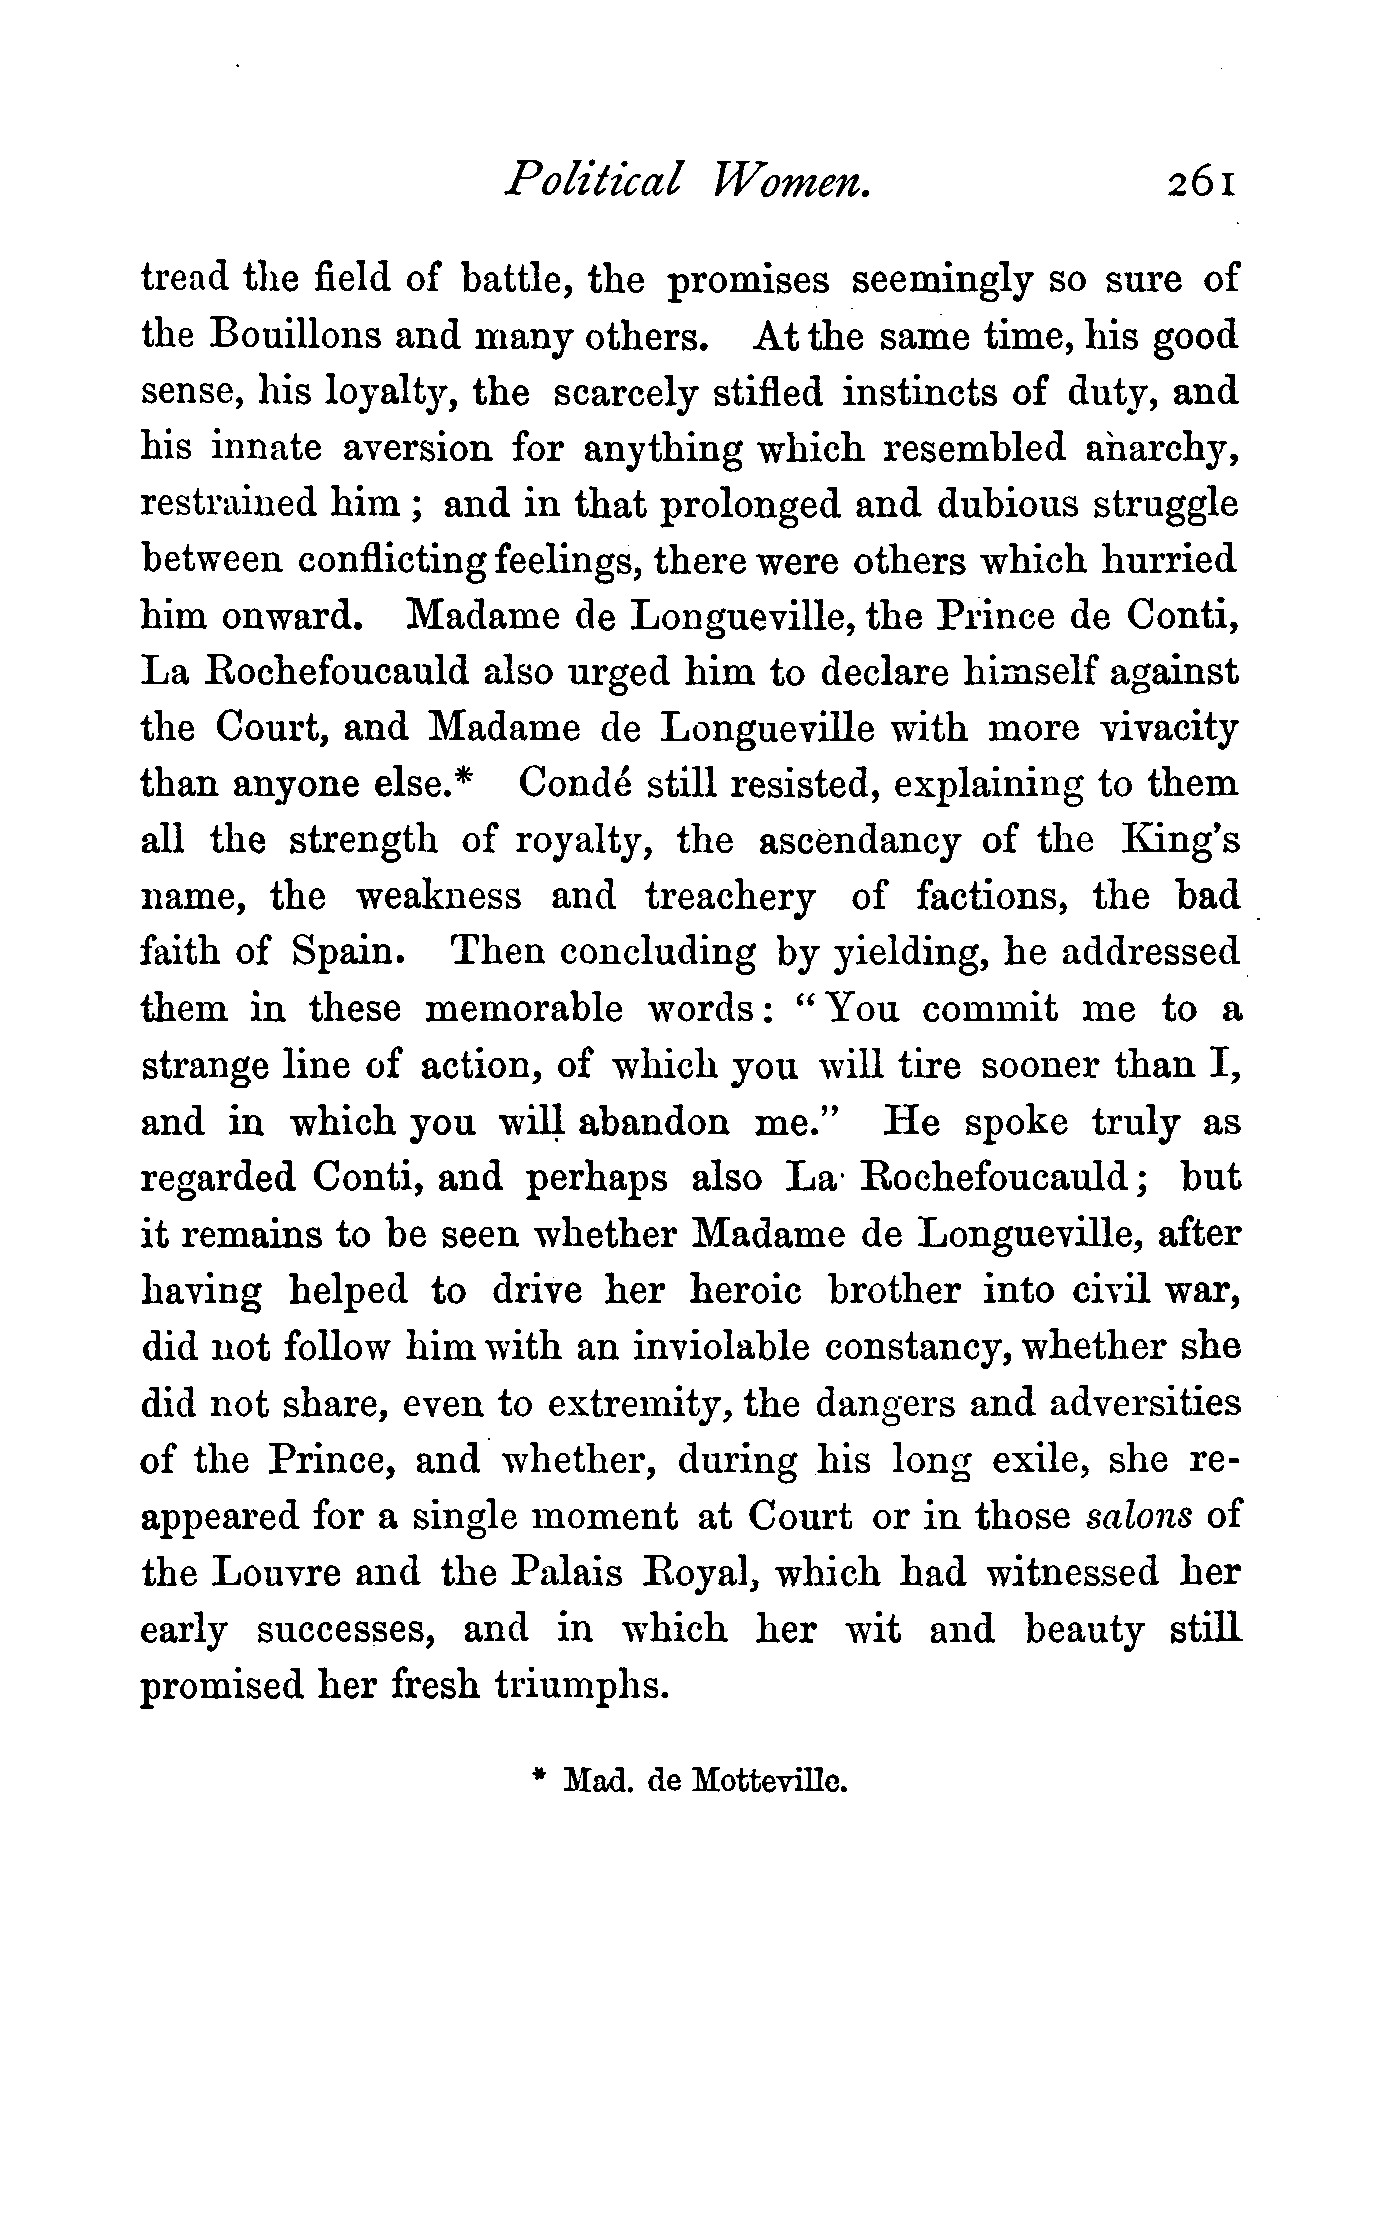 Political Women. 261
tread the field of battle, the promises seemingly so sure of
the Bouillons and many others. At the same time, his good
sense, his loyalty, the scarcely stifled instincts of duty, and
his innate aversion for anything which resembled anarchy,
restrained him ; and in that prolonged and dubious struggle
between conflicting feelings, there were others which hurried
him onward. Madame de Longueville, the Prince de Conti,
La Rochefoucauld also urged him to declare himself against
the Court, and Madame de Longueville with more vivacity
than anyone else.* Condé still resisted, explaining to them
all the strength of royalty, the ascendancy of the King's
name, the weakness and treachery of factions, the bad
faith of Spain. Then concluding by yielding, he addressed
them in these memorable words: "You commit me to a
strange line of action, of which you will tire sooner than I,
and in which you will abandon me." He spoke truly as
regarded Conti, and perhaps also La Rochefoucauld; but
it remains to be seen whether Madame de Longueville, after
having helped to drive her heroic brother into civil war,
did not follow him with an inviolable constancy, whether she
did not share, even to extremity, the dangers and adversities
of the Prince, and whether, during his long exile, she re-
appeared for a single moment at Court or in those salons of
the Louvre and the Palais Royal, which had witnessed her
early successes, and in which her wit and beauty still
promised her fresh triumphs.
* Mad. de Motteville.